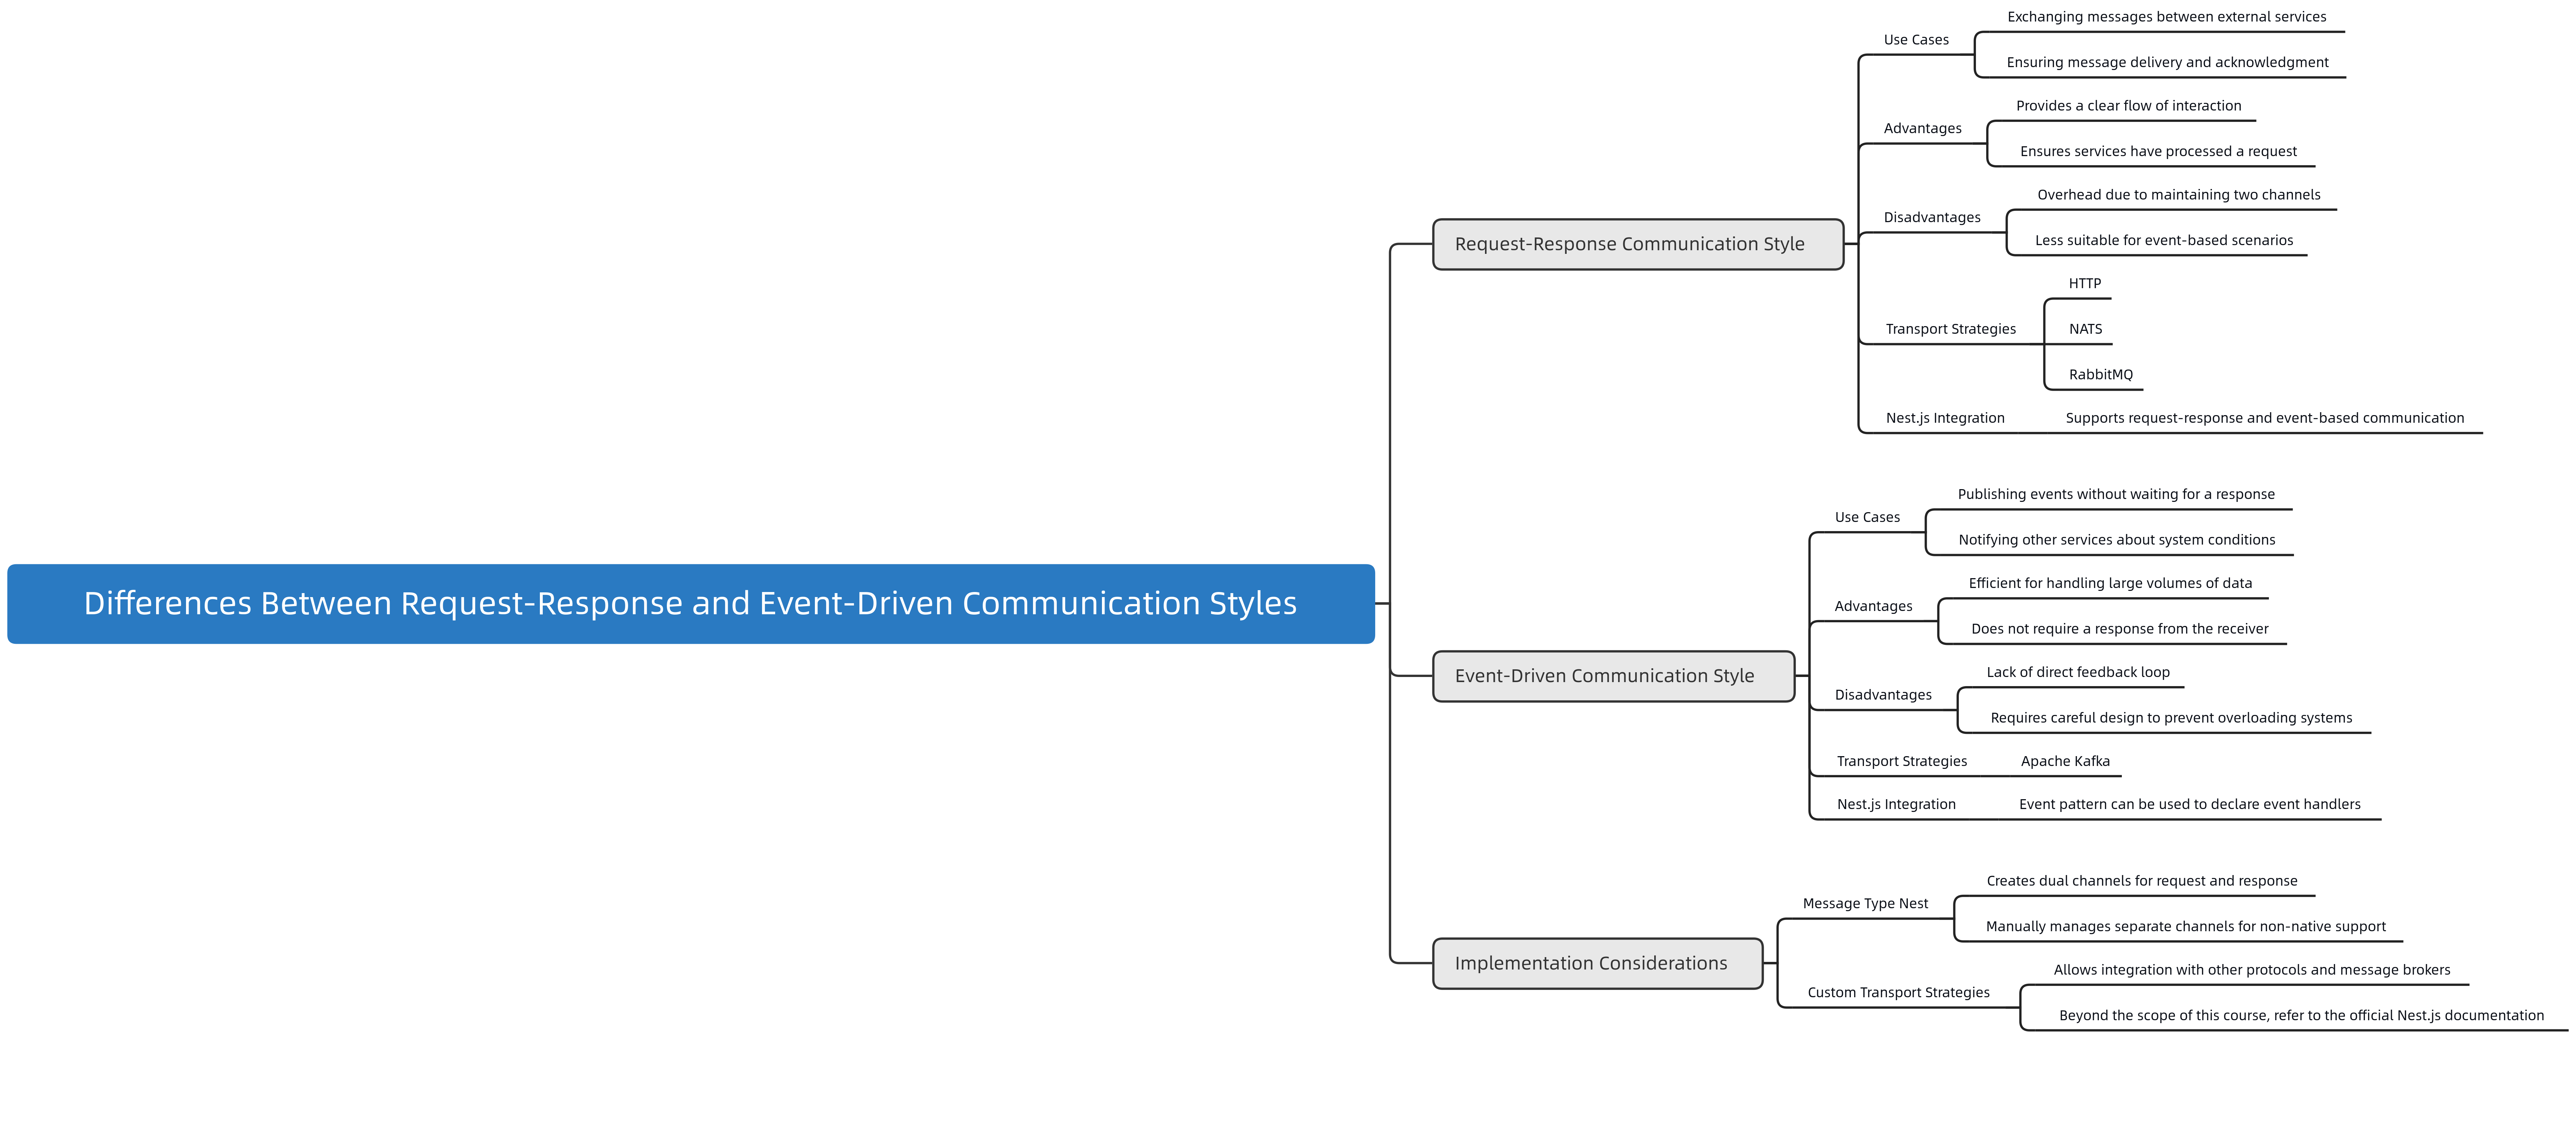 Differences Between Request-Response and Event-Driven Communication Styles
Request-Response Communication Style
Use Cases
Exchanging messages between external services
Ensuring message delivery and acknowledgment
Advantages
Provides a clear flow of interaction
Ensures services have processed a request
Disadvantages
Overhead due to maintaining two channels
Less suitable for event-based scenarios
Transport Strategies
HTTP
NATS
RabbitMQ
Nest.js Integration
Supports request-response and event-based communication
Event-Driven Communication Style
Use Cases
Publishing events without waiting for a response
Notifying other services about system conditions
Advantages
Efficient for handling large volumes of data
Does not require a response from the receiver
Disadvantages
Lack of direct feedback loop
Requires careful design to prevent overloading systems
Transport Strategies
Apache Kafka
Nest.js Integration
Event pattern can be used to declare event handlers
Implementation Considerations
Message Type Nest
Creates dual channels for request and response
Manually manages separate channels for non-native support
Custom Transport Strategies
Allows integration with other protocols and message brokers
Beyond the scope of this course, refer to the official Nest.js documentation